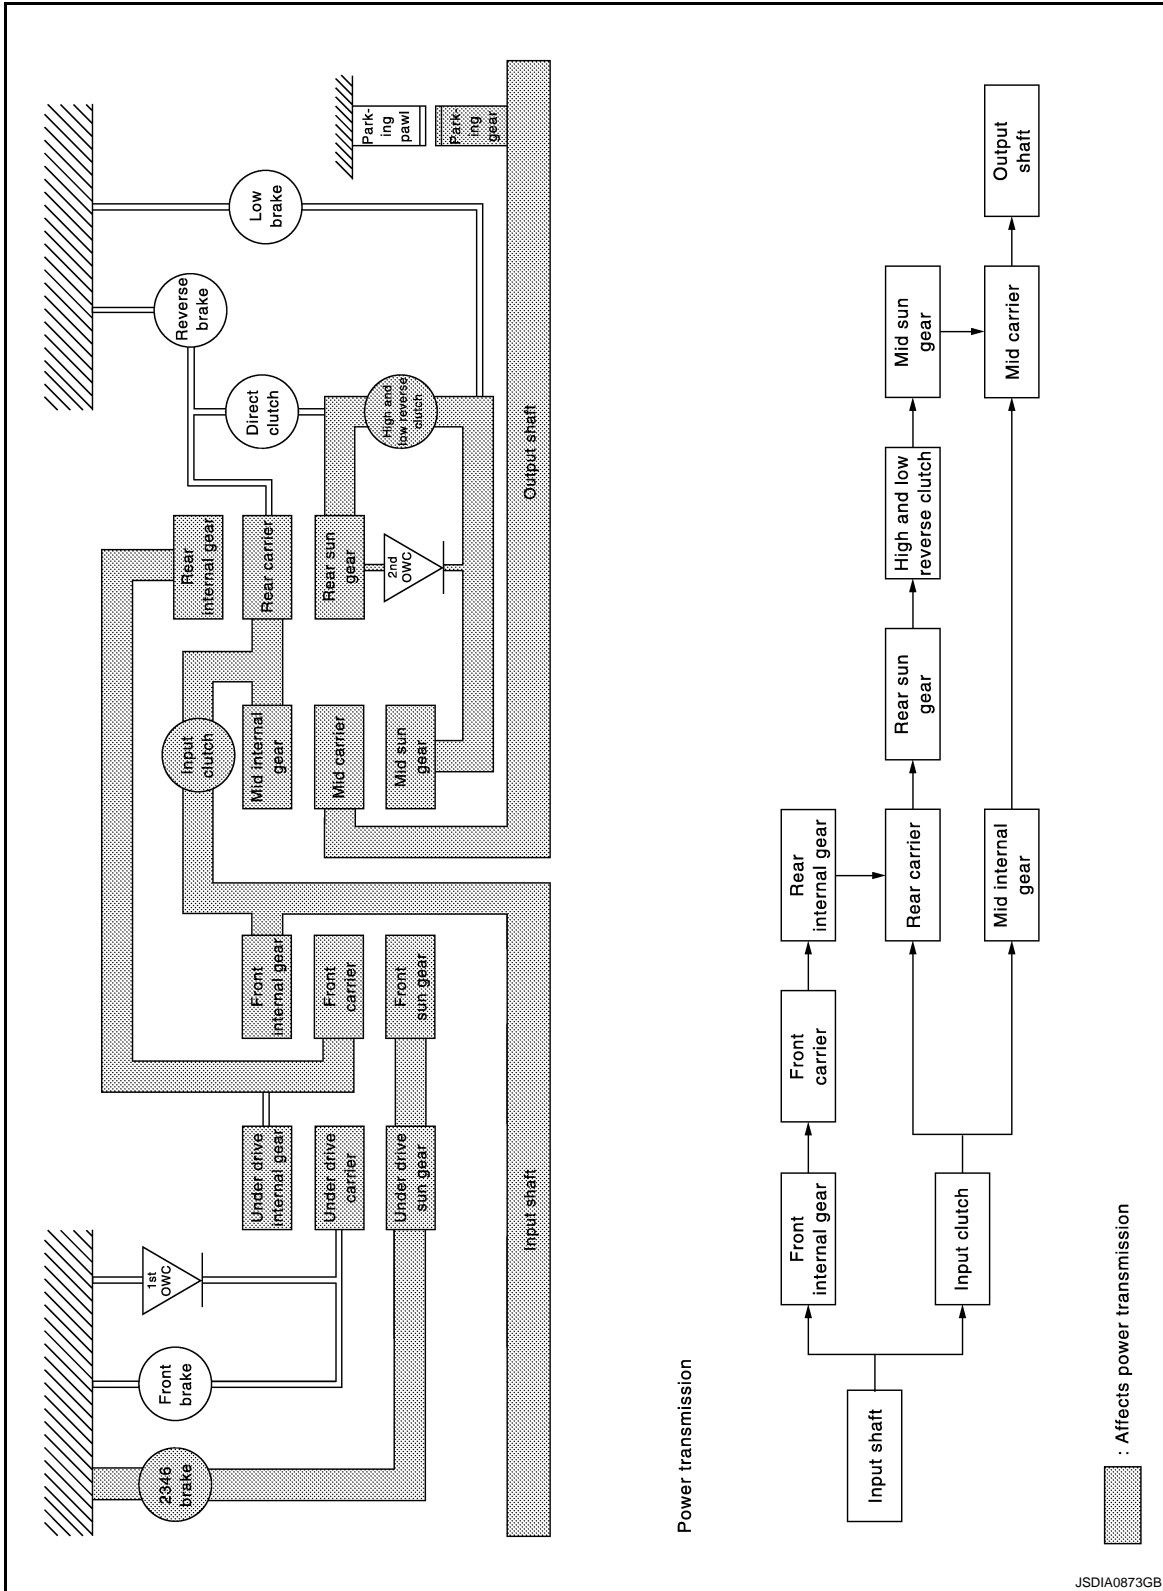 2346
brake
Front
brake
1st
OWC
Under drive
internal gear
Under drive
carrier
Under drive
sun gear
Front
internal gear
Front
carrier
Front
sun gear
Input
clutch
Mid internal
gear
Mid carrier
Mid sun
gear
Rear
internal gear
Rear carrier
Rear sun
gear
2nd
OWC
Direct
clutch
High and
low reverse
clutch
Reverse
brake
Low
brake
Park-
ing
pawl
Park-
ing
gear
Input shaft
Output shaft
Power transmission
Input shaft
Front
internal gear
Front
carrier
Rear
internal gear
Input clutch
Rear carrier
Mid internal
gear
Rear sun
gear
High and low
reverse clutch
Mid sun
gear
Mid carrier
Output
shaft
: Affects power transmission
JSDIA0873GB